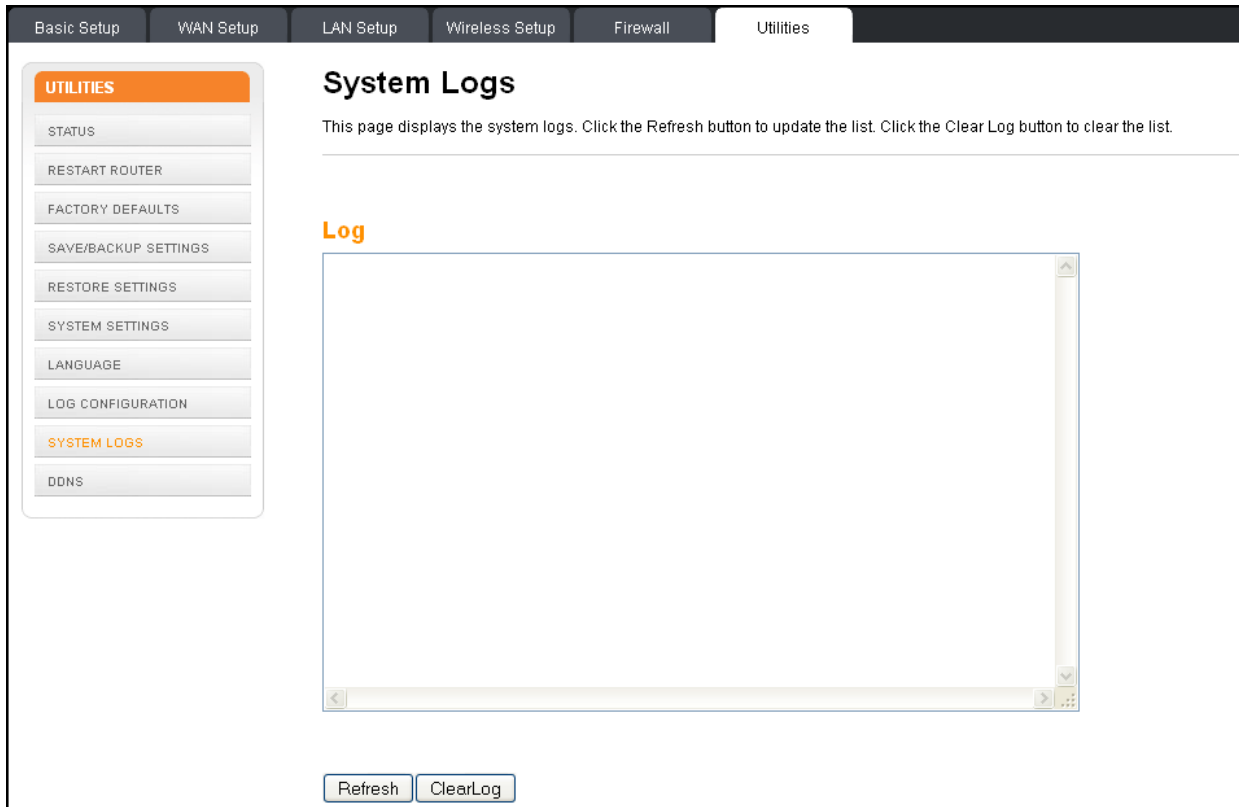 Basic Setup WAN Setup LAN Setup Wireless Setup Firewall Utilities
UTILITIES
STATUS
RESTART ROUTER
FACTORY DEFAULTS
SAVE/BACKUP SETTINGS
RESTORE SETTINGS
SYSTEM SETTINGS
LANGUAGE
LOG CONFIGURATION
SYSTEM LOGS
DDNS
System Logs
This page displays the system logs. Click the Refresh button to update the list. Click the Clear Log button to clear the list.
Log
Refresh ClearLog